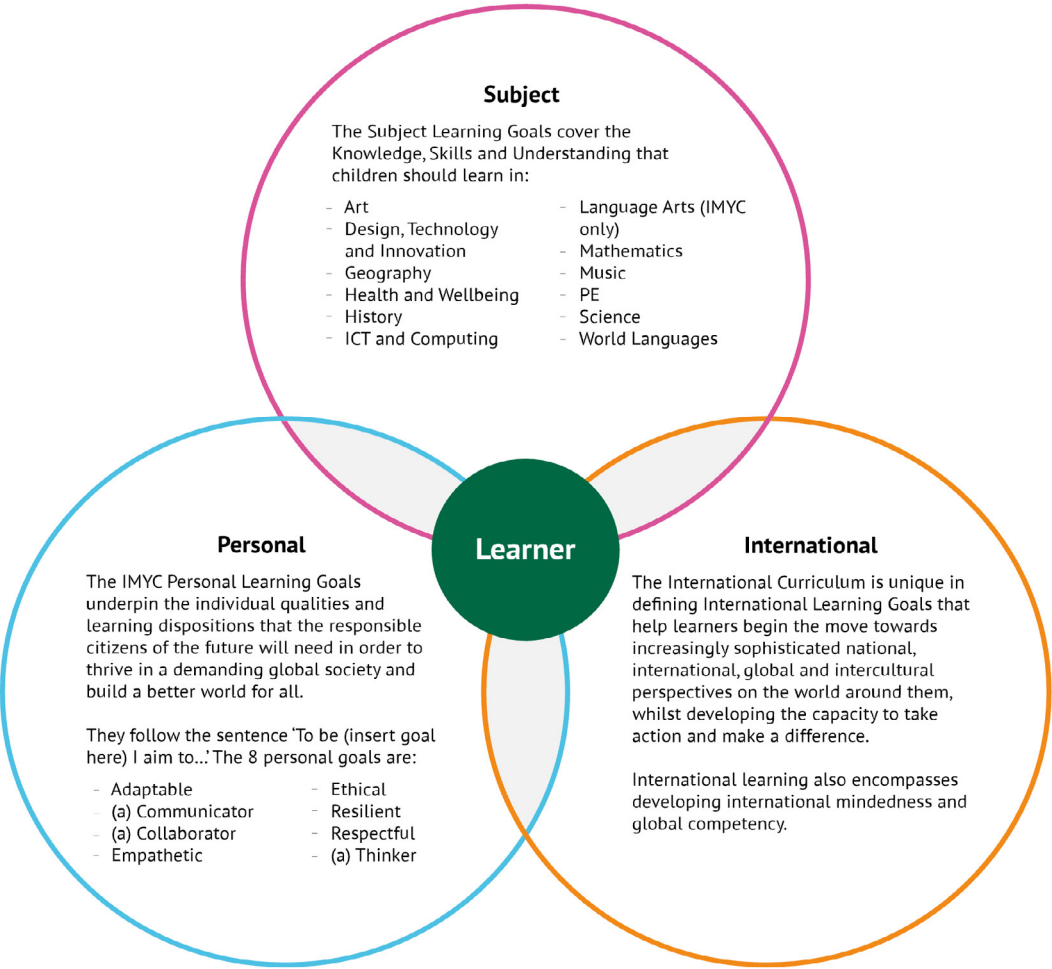 Subject
The Subject Learning Goals cover the
Knowledge, Skills and Understanding that
children should learn in:
- Art
- Design, Technology
and Innovation
- Geography
- Health and Wellbeing
- History
- ICT and Computing
- Language Arts (IMYC
only)
- Mathematics
- Music
- PE
- Science
- World Languages
Learner
Personal
The IMYC Personal Learning Goals
underpin the individual qualities and
learning dispositions that the responsible
citizens of the future will need in order to
thrive in a demanding global society and
build a better world for all.
They follow the sentence ‘To be (insert goal
here) I aim to...’ The 8 personal goals are:
- Adaptable
- (a) Communicator
- (a) Collaborator
- Empathetic
- Ethical
- Resilient
- Respectful
- (a) Thinker
International
The International Curriculum is unique in
defining International Learning Goals that
help learners begin the move towards
increasingly sophisticated national,
international, global and intercultural
perspectives on the world around them,
whilst developing the capacity to take
action and make a difference.
International learning also encompasses
developing international mindedness and
global competency.